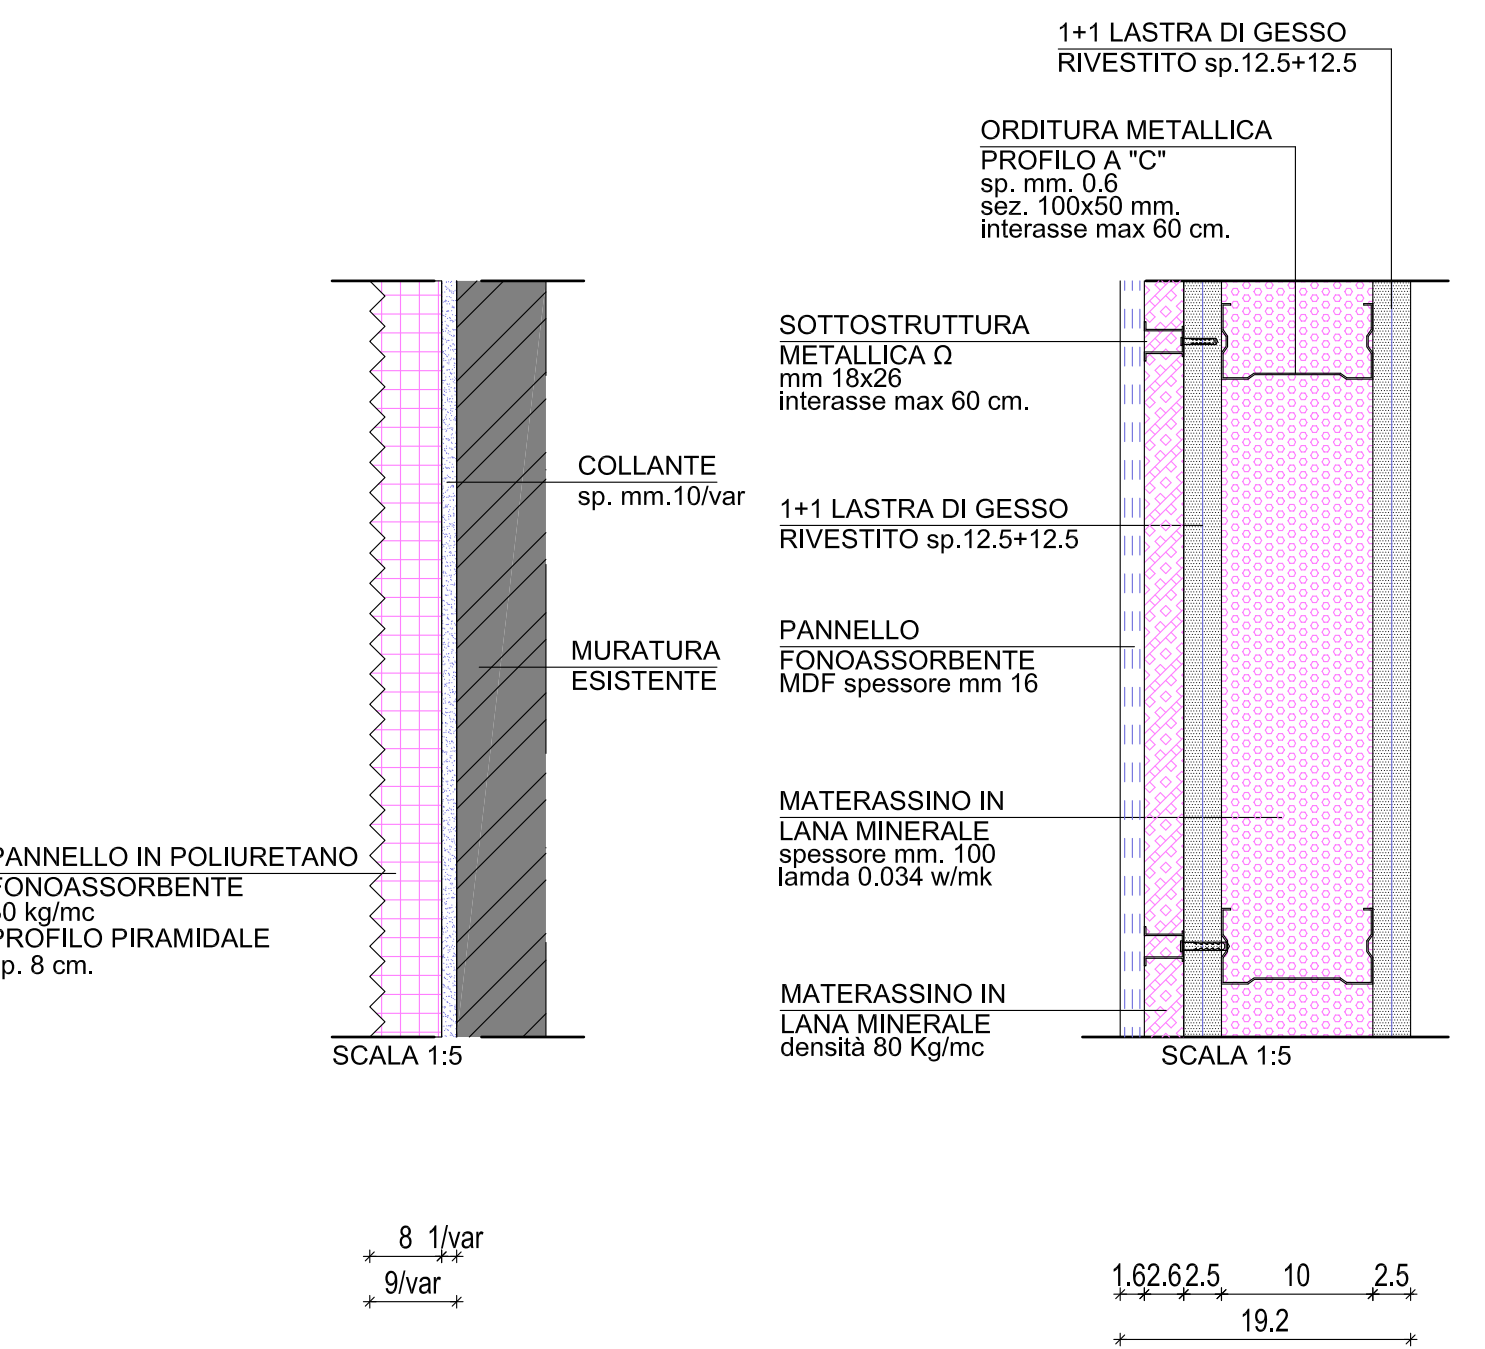 1+1 LASTRA DI GESSO
RIVESTITO sp.12.5+12.5
ORDITURA METALLICA
PROFILO A "C"
sp. mm. 0.6
sez. 100x50 mm.
interasse max 60 cm.
SOTTOSTRUTTURA
METALLICA Ω
mm 18x26
interasse max 60 cm.
COLLANTE
sp. mm.10/var
1+1 LASTRA DI GESSO
RIVESTITO sp.12.5+12.5
MURATURA
ESISTENTE
PANNELLO
FONOASSORBENTE
MDF spessore mm 16
MATERASSINO IN
LANA MINERALE
spessore mm. 100
lamda 0.034 w/mk
PANNELLO IN POLIURETANO
FONOASSORBENTE
0 kg/mc
PROFILO PIRAMIDALE
p. 8 cm.
MATERASSINO IN
LANA MINERALE
densità 80 Kg/mc
SCALA 1:5
SCALA 1:5
8 1/var
9/var
1.6 2.6 2.5 10 2.5
19.2